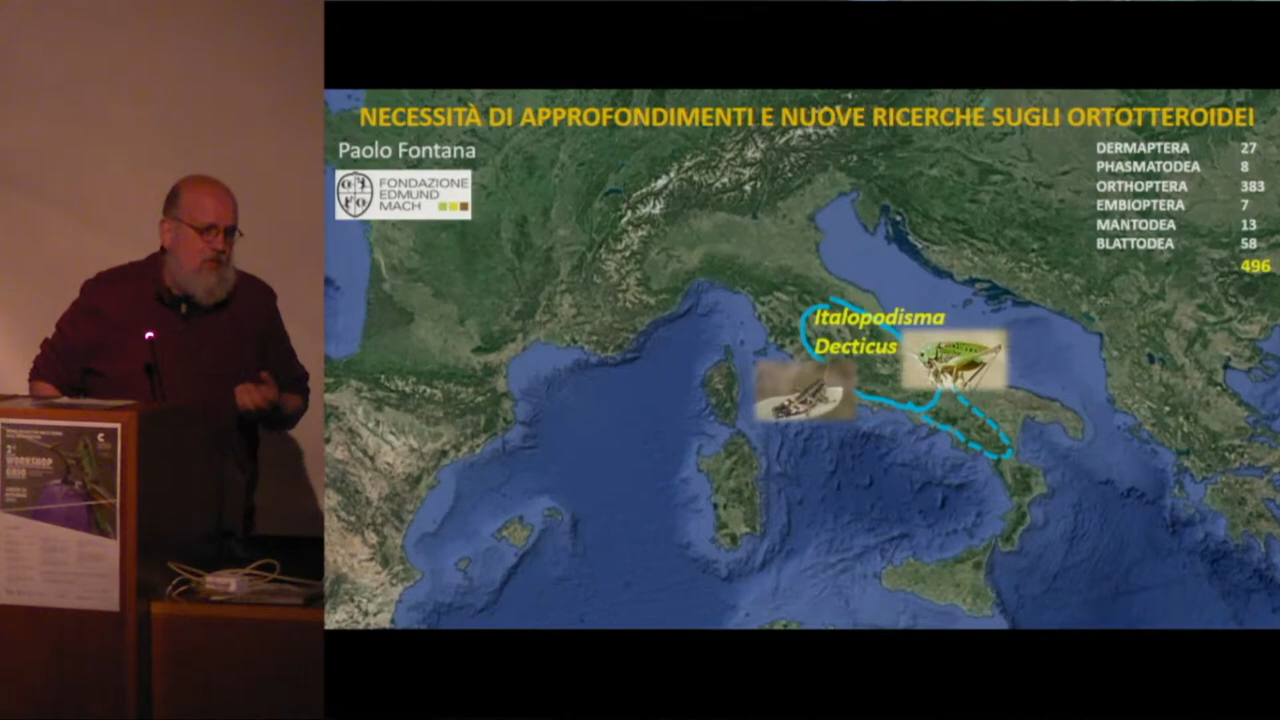 NECESSITÀ DI APPROFONDIMENTI E NUOVE RICERCHE SUGLI ORTOTTEROIDEI
Paolo Fontana
FONDAZIONE
EDMUND
MACH
DERMAPTERA 27
PHASMATODEA 8
ORTHOPTERA 383
EMBIOPTERA 7
MANTODEA 13
BLATTODEA 58
496
Italopodisma
Decticus
WORKSHOP